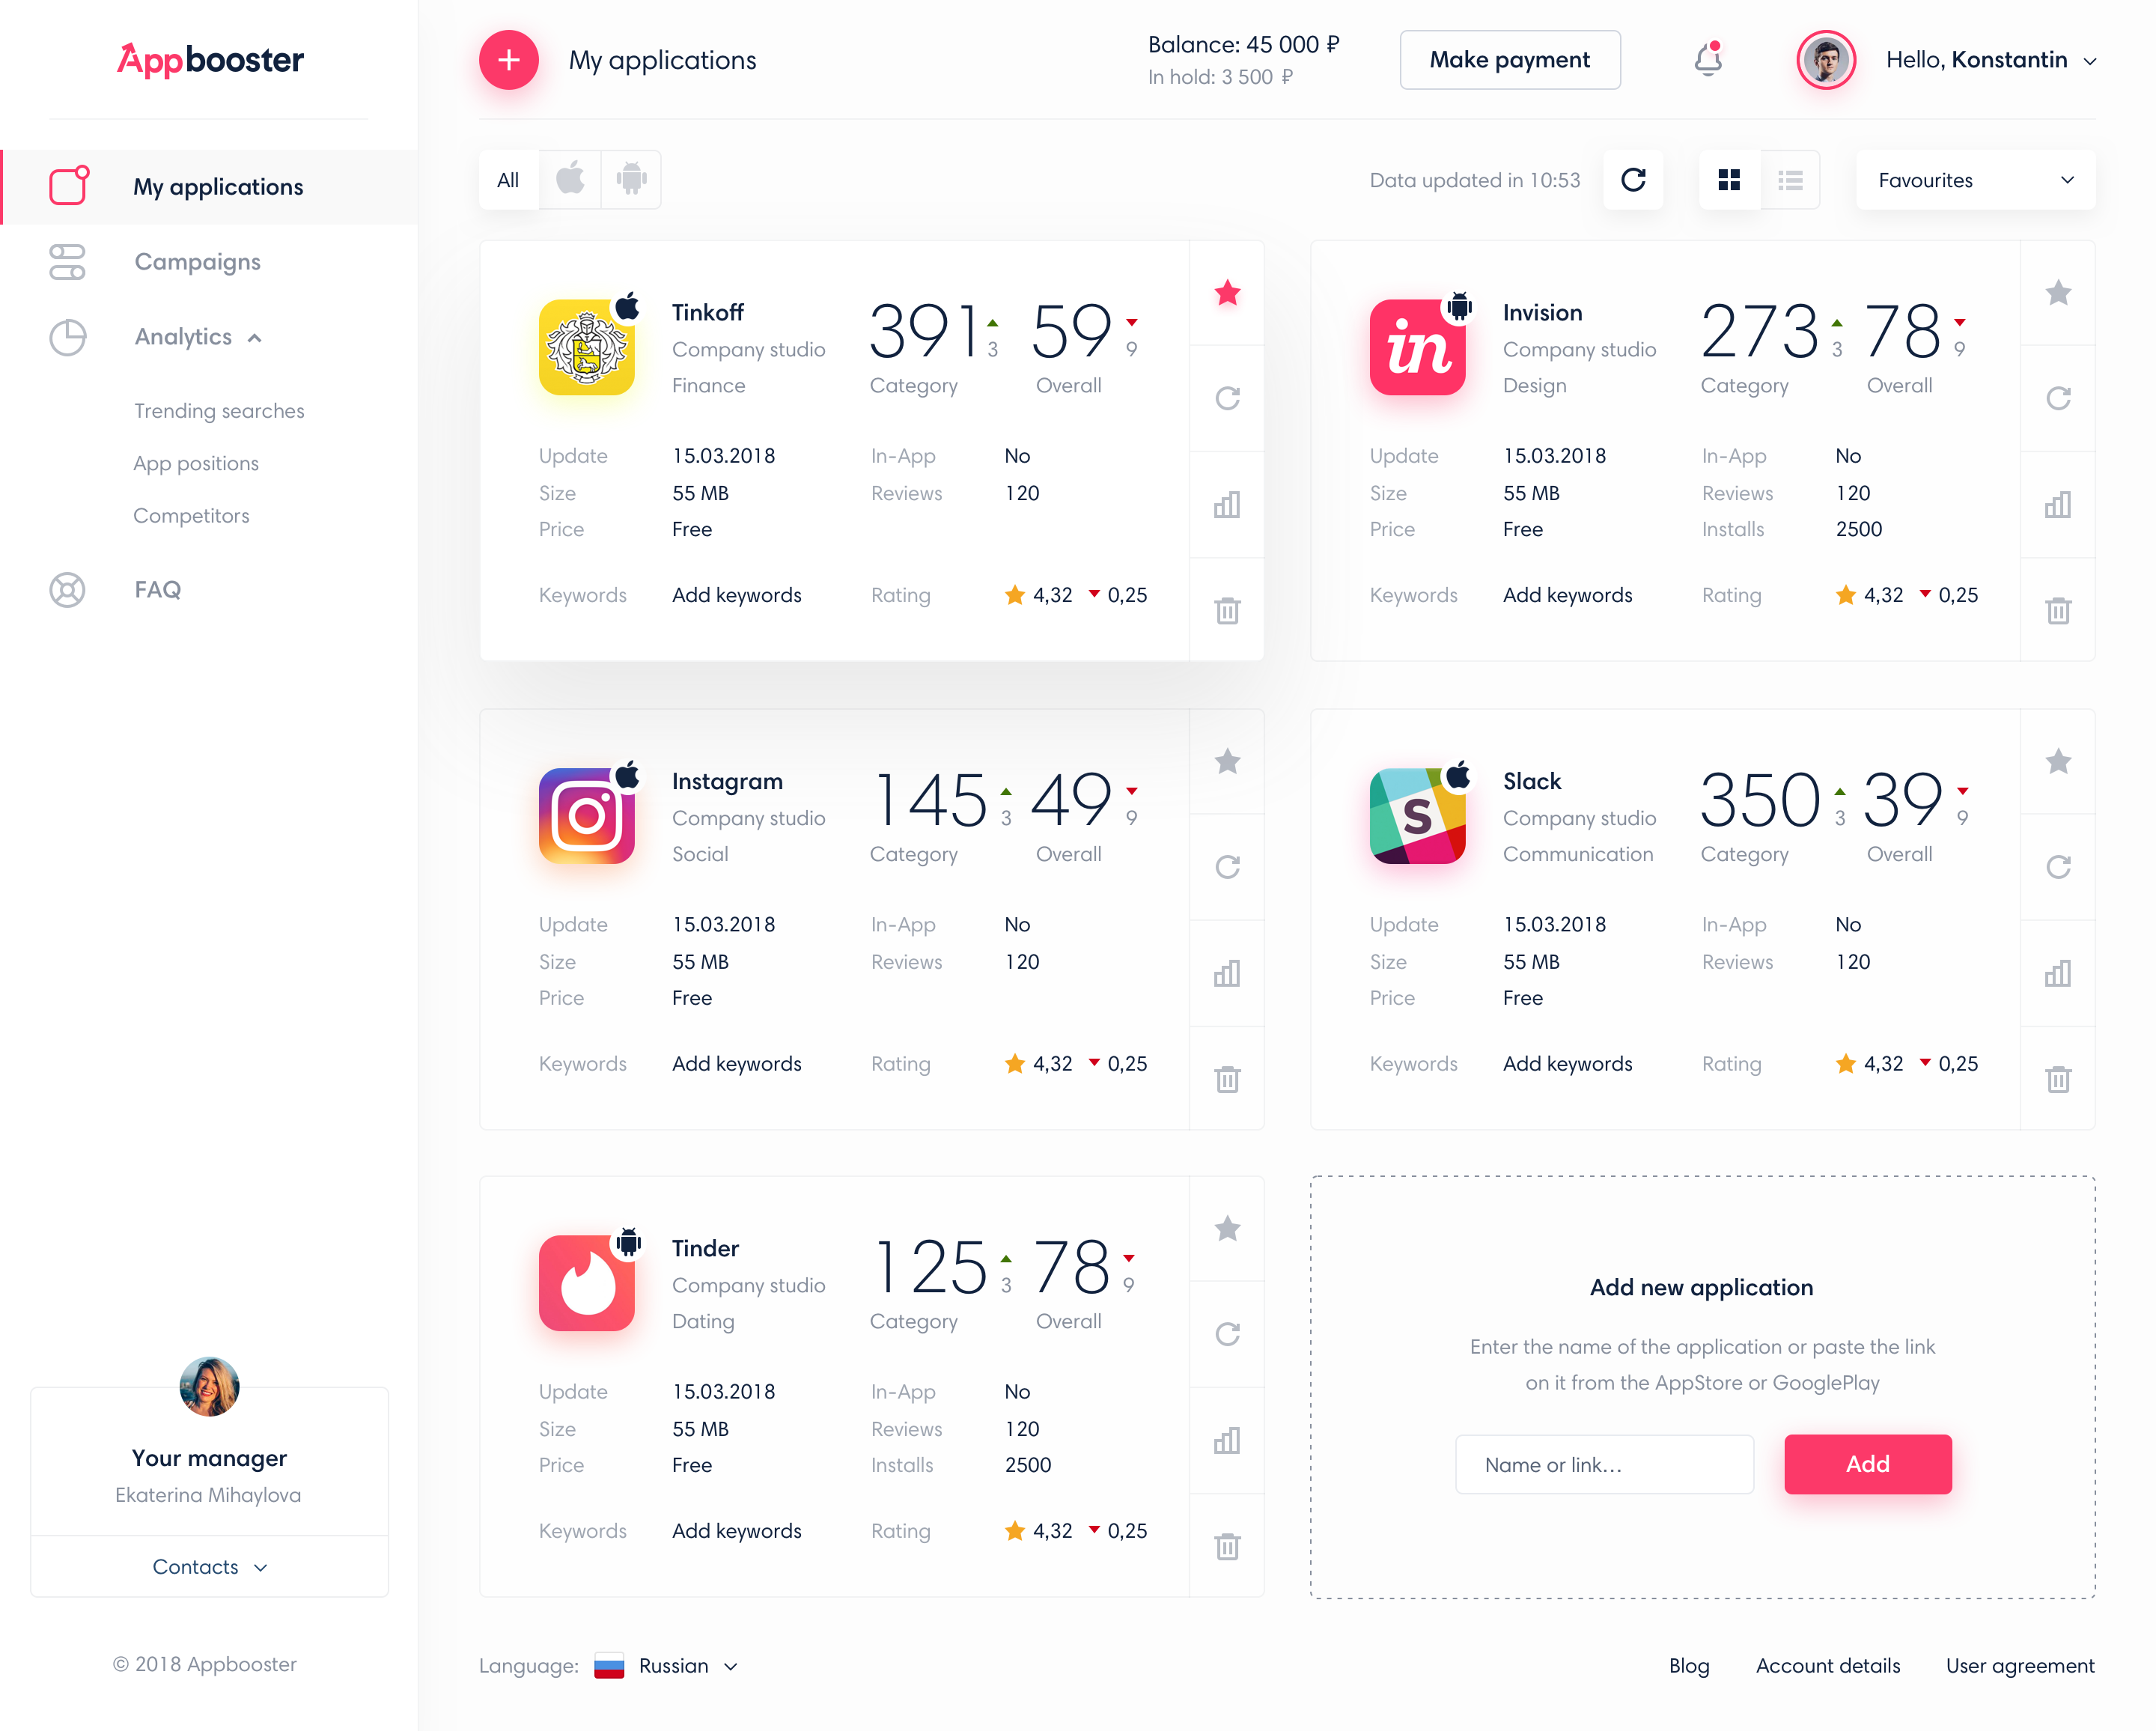 Appbooster
My applications
Campaigns
Analytics
Trending searches
App positions
Competitors
FAQ
Your manager
Ekaterina Mihaylova
Contacts
© 2018 Appbooster
+ My applications
Balance: 45 000 ₽
In hold: 3 500 ₽
Make payment
Hello, Konstantin
All
Data updated in 10:53
Favourites
Tinkoff
Company studio
Finance
391 3
Category
59 9
Overall
Update 15.03.2018 In-App No
Size 55 MB Reviews 120
Price Free
Keywords Add keywords Rating 4,32 0,25
in
Invision
Company studio
Design
273 3
Category
78 9
Overall
Update 15.03.2018 In-App No
Size 55 MB Reviews 120
Price Free Installs 2500
Keywords Add keywords Rating 4,32 0,25
Instagram
Company studio
Social
145 3
Category
49 9
Overall
Update 15.03.2018 In-App No
Size 55 MB Reviews 120
Price Free
Keywords Add keywords Rating 4,32 0,25
S
Slack
Company studio
Communication
350 3
Category
39 9
Overall
Update 15.03.2018 In-App No
Size 55 MB Reviews 120
Price Free
Keywords Add keywords Rating 4,32 0,25
Tinder
Company studio
Dating
125 3
Category
78 9
Overall
Update 15.03.2018 In-App No
Size 55 MB Reviews 120
Price Free Installs 2500
Keywords Add keywords Rating 4,32 0,25
Add new application
Enter the name of the application or paste the link
on it from the AppStore or GooglePlay
Name or link...
Add
Language: Russian
Blog Account details User agreement